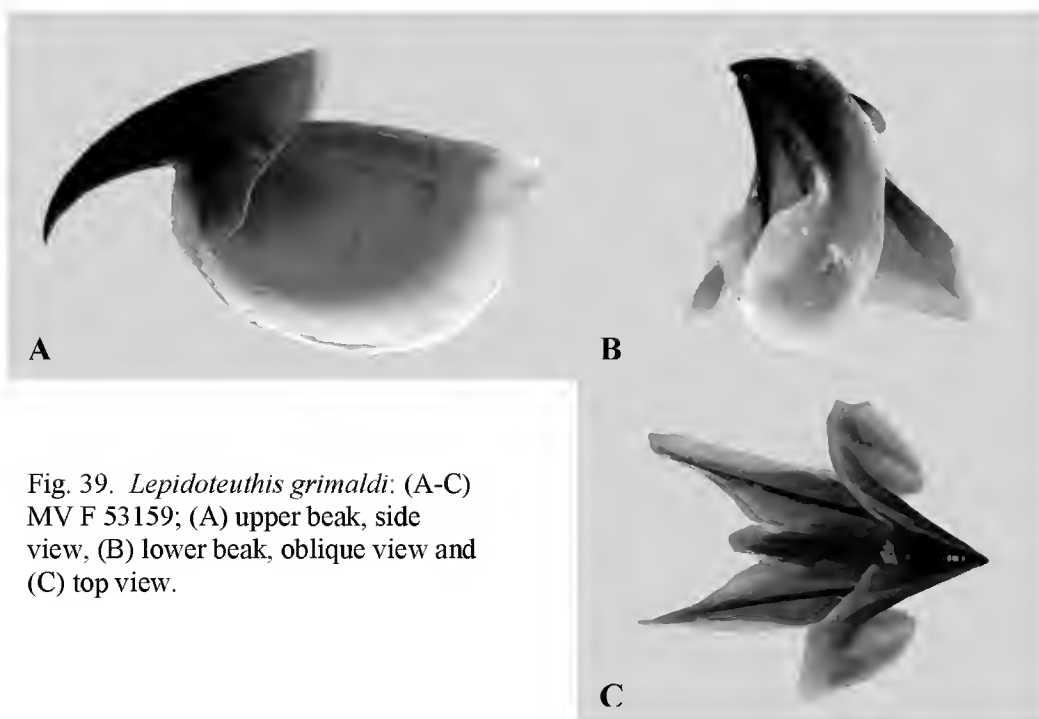 A
B
Fig. 39. Lepidoteuthis grimaldi: (A-C)
MV F 53159; (A) upper beak, side
view, (B) lower beak, oblique view and
(C) top view.
C